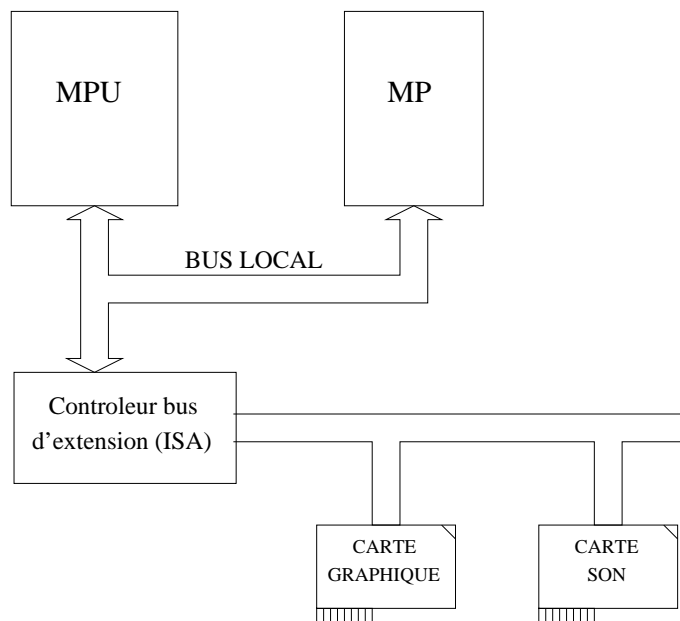 MPU
MP
BUS LOCAL
Controleur bus
d'extension (ISA)
CARTE
GRAPHIQUE
CARTE
SON